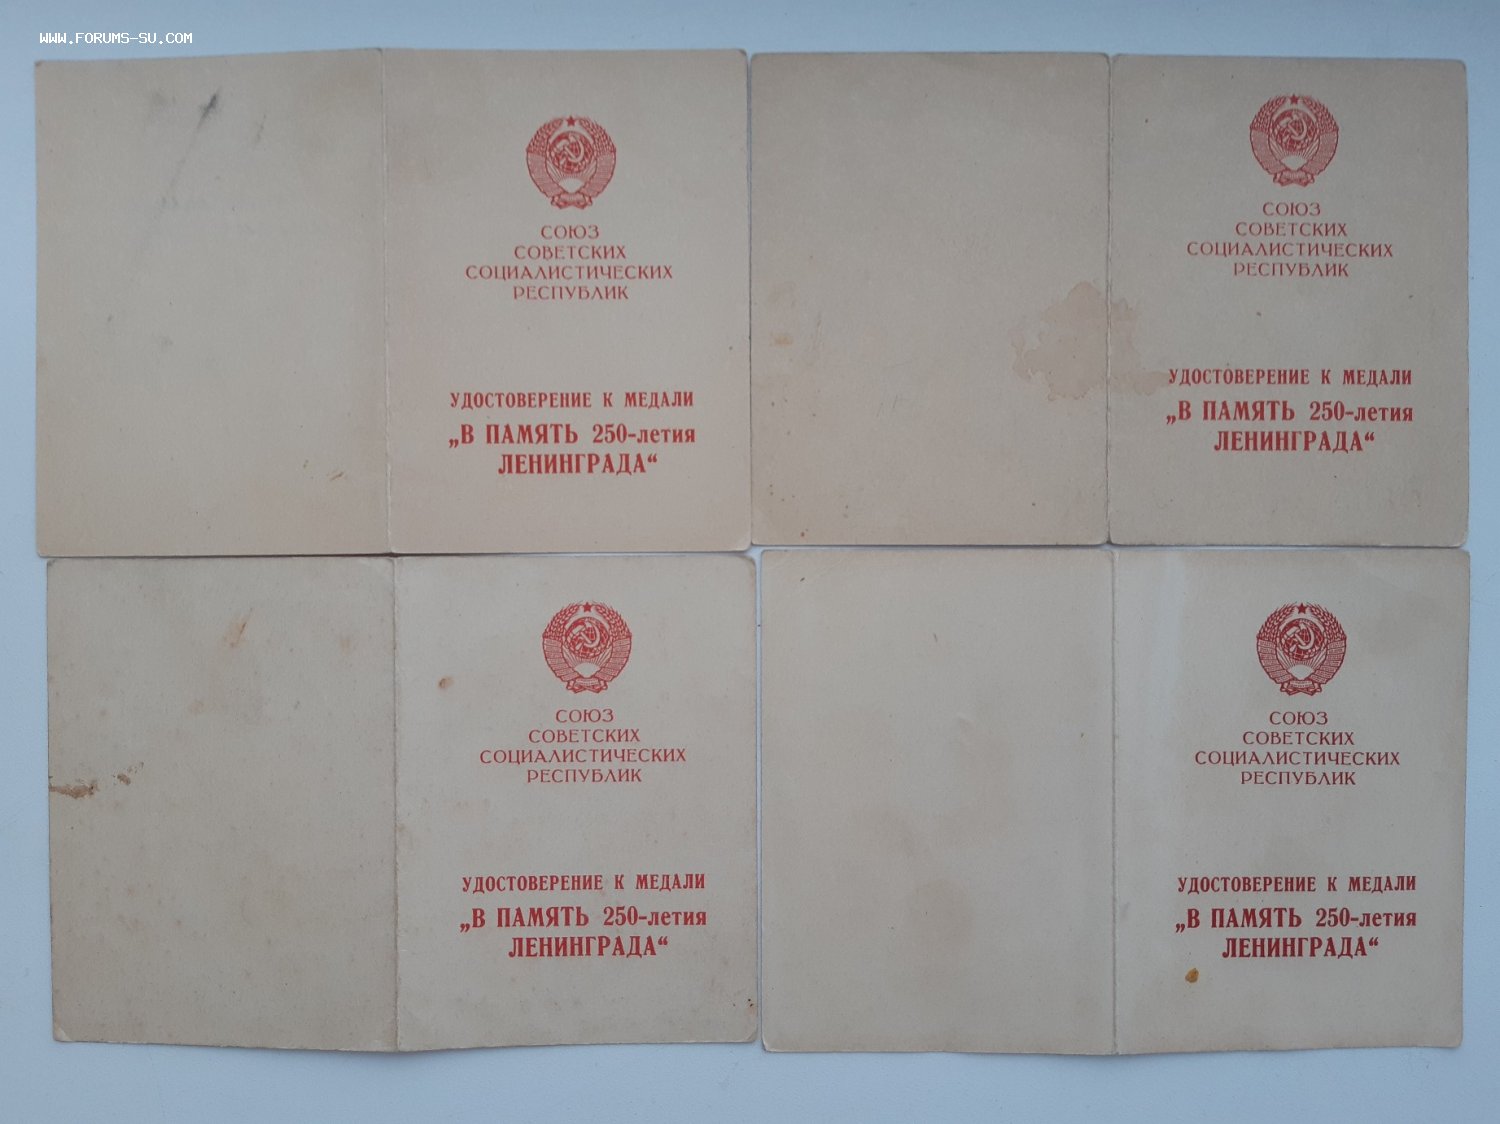 WWW.FORUMS-SU.COM
СОЮЗ
СОВЕТСКИХ
СОЦИАЛИСТИЧЕСКИХ
РЕСПУБЛИК
УДОСТОВЕРЕНИЕ К МЕДАЛИ
„В ПАМЯТЬ 250-летия
ЛЕНИНГРАДА“
СОЮЗ
СОВЕТСКИХ
СОЦИАЛИСТИЧЕСКИХ
РЕСПУБЛИК
УДОСТОВЕРЕНИЕ К МЕДАЛИ
„В ПАМЯТЬ 250-летия
ЛЕНИНГРАДА“
СОЮЗ
СОВЕТСКИХ
СОЦИАЛИСТИЧЕСКИХ
РЕСПУБЛИК
УДОСТОВЕРЕНИЕ К МЕДАЛИ
„В ПАМЯТЬ 250-летия
ЛЕНИНГРАДА“
СОЮЗ
СОВЕТСКИХ
СОЦИАЛИСТИЧЕСКИХ
РЕСПУБЛИК
УДОСТОВЕРЕНИЕ К МЕДАЛИ
„В ПАМЯТЬ 250-летия
ЛЕНИНГРАДА“